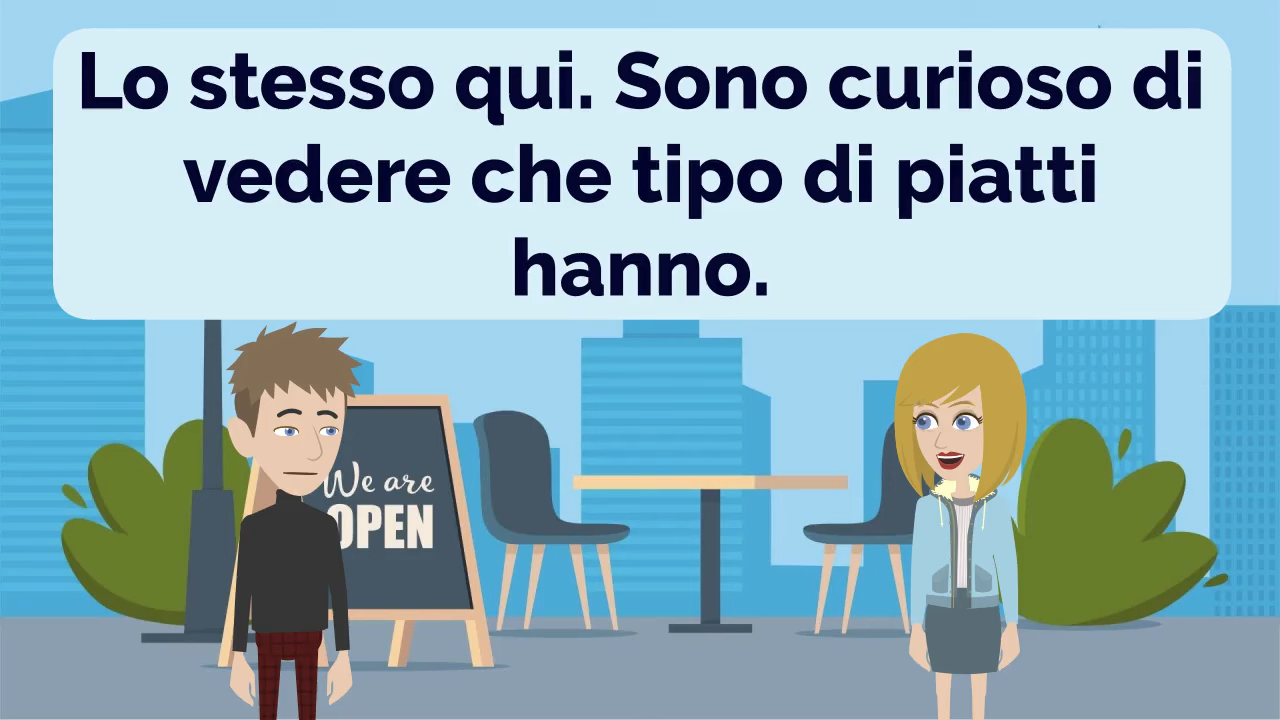 Lo stesso qui. Sono curioso di
vedere che tipo di piatti
hanno.
We are
OPEN